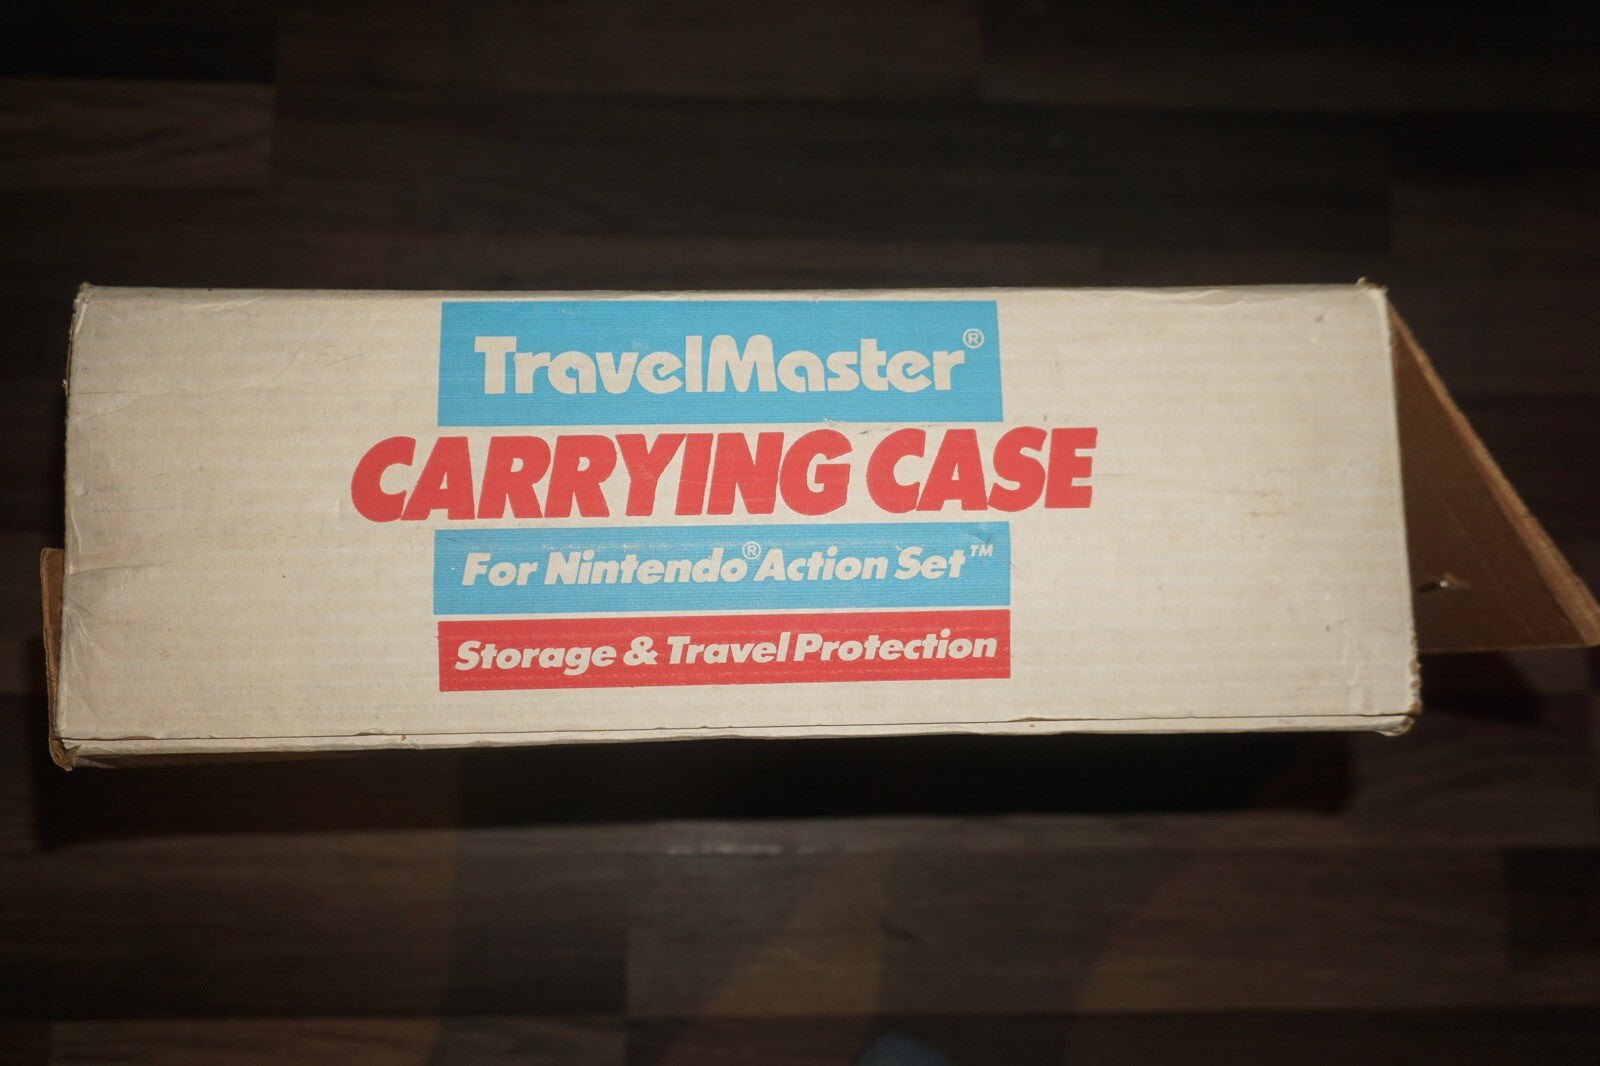 TravelMaster®
CARRYING CASE
For Nintendo® Action Set™
Storage & Travel Protection